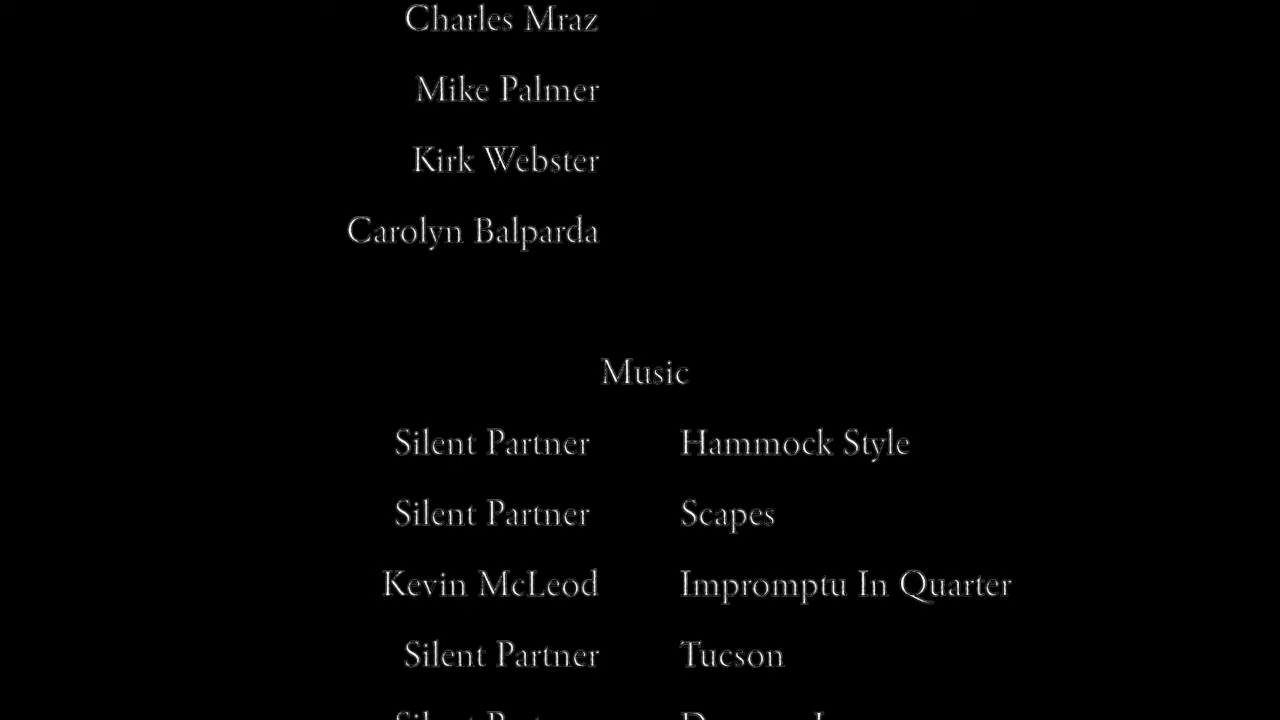 Charles Mraz
Mike Palmer
Kirk Webster
Carolyn Balparda
Music
Silent Partner Hammock Style
Silent Partner Scapes
Kevin McLeod Impromptu In Quarter
Silent Partner Tucson